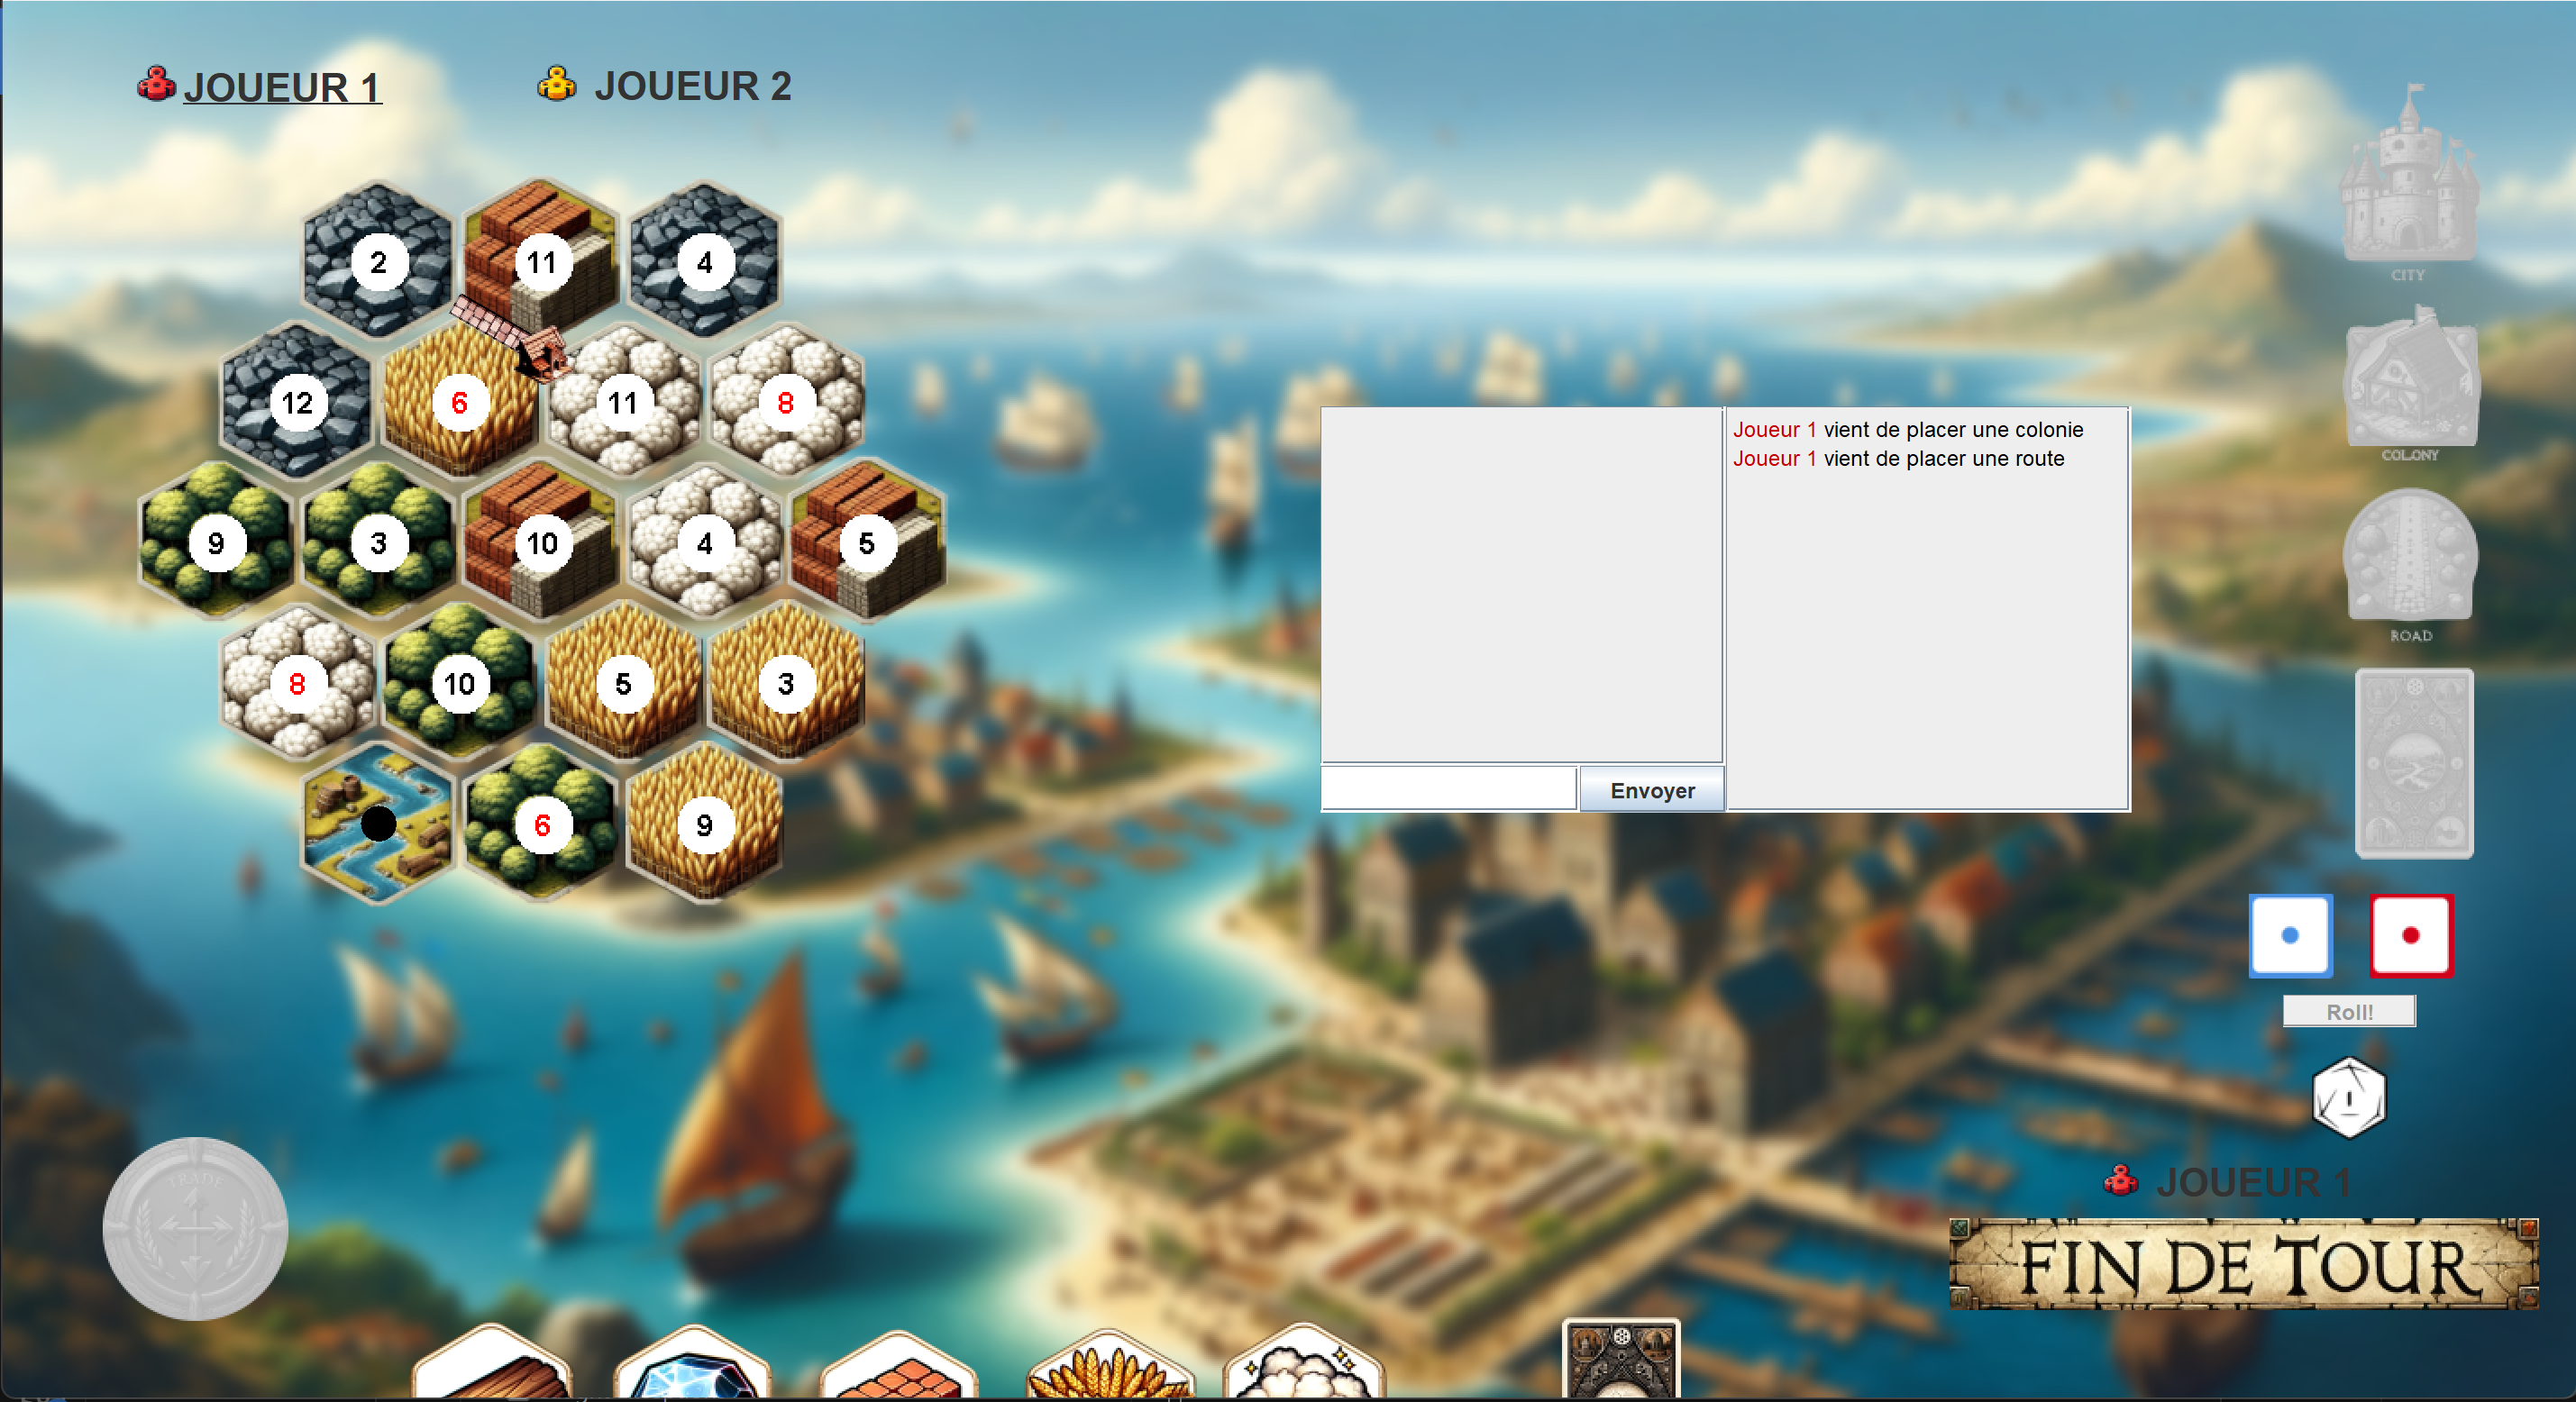 JOUEUR 1
JOUEUR 2
2
11
4
12
6
11
8
9
3
10
4
5
8
10
5
3
6
9
Joueur 1 vient de placer une colonie
Joueur 1 vient de placer une route
Envoyer
CITY
COLONY
ROAD
Roll!
TRADE
JOUEUR 1
FIN DE TOUR